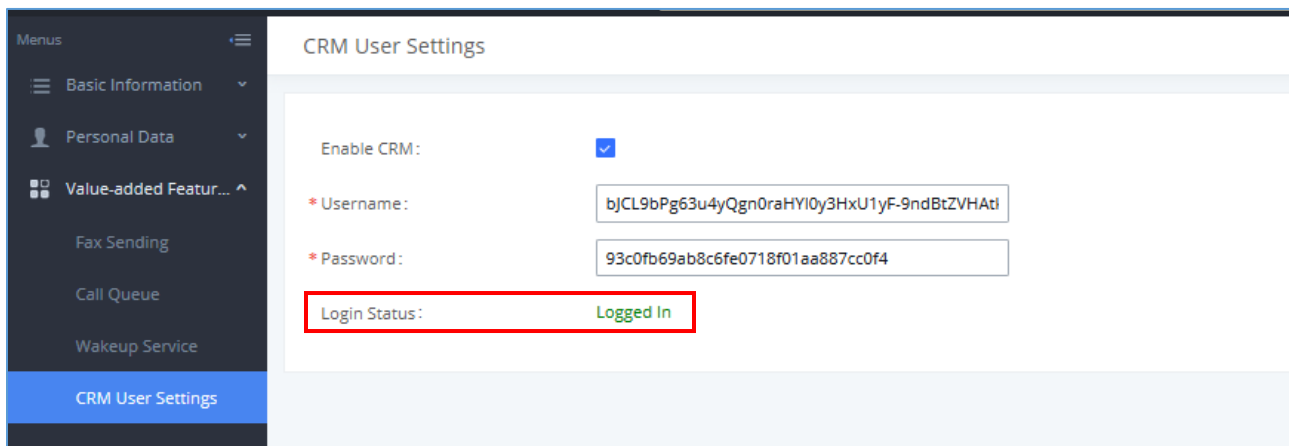 Menus
Basic Information
Personal Data
Value-added Featur...
Fax Sending
Call Queue
Wakeup Service
CRM User Settings
CRM User Settings
Enable CRM:
* Username: bJCL9bPg63u4yQgn0raHYl0y3HxU1yF-9ndBtZVHAtl
* Password: 93c0fb69ab8c6fe0718f01aa887cc0f4
Login Status: Logged In